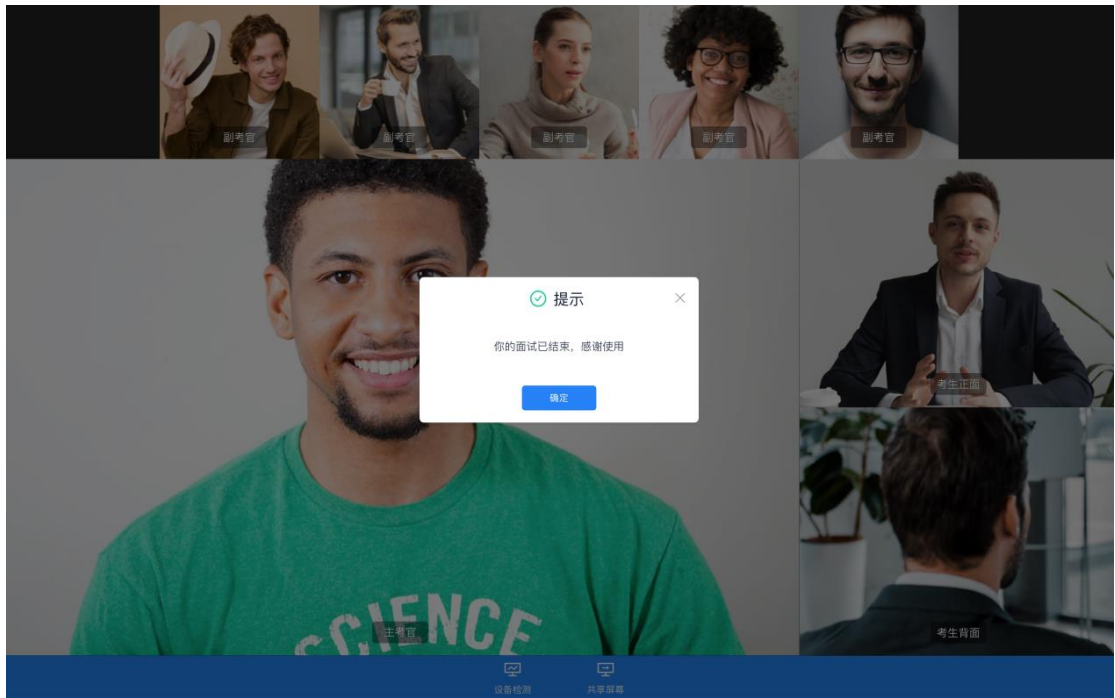 副考官
副考官
副考官
副考官
副考官
提示
你的面试已结束，感谢使用
确定
考生正面
SCIENCE
主考官
考生背面
设备检测
共享屏幕